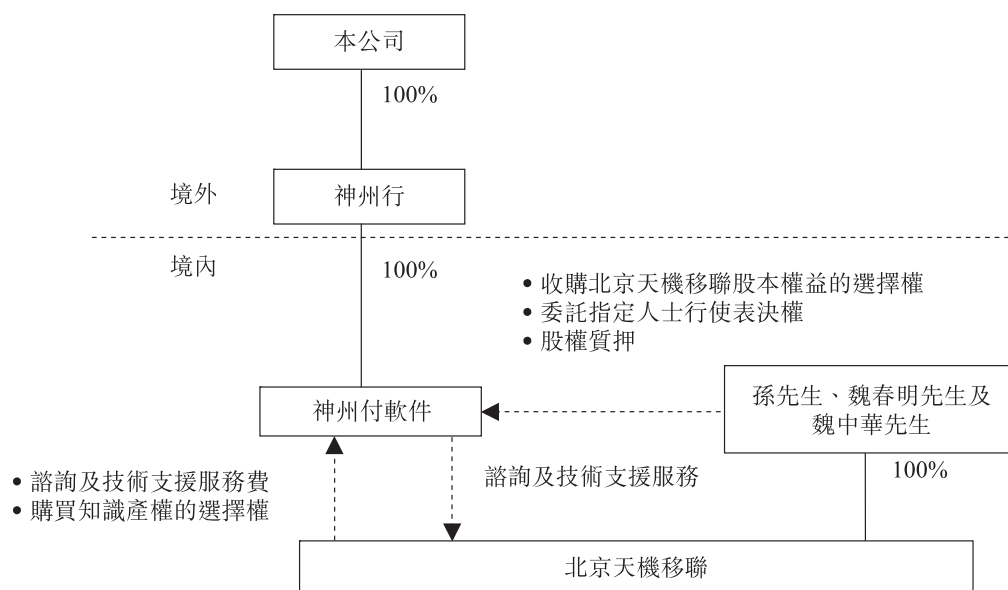 本公司
100%
境外
神州行
境內
100%
• 收購北京天機移聯股本權益的選擇權
• 委託指定人士行使表決權
• 股權質押
神州付軟件
孫先生、魏春明先生及
魏中華先生
100%
• 諮詢及技術支援服務費
• 購買知識產權的選擇權
諮詢及技術支援服務
北京天機移聯